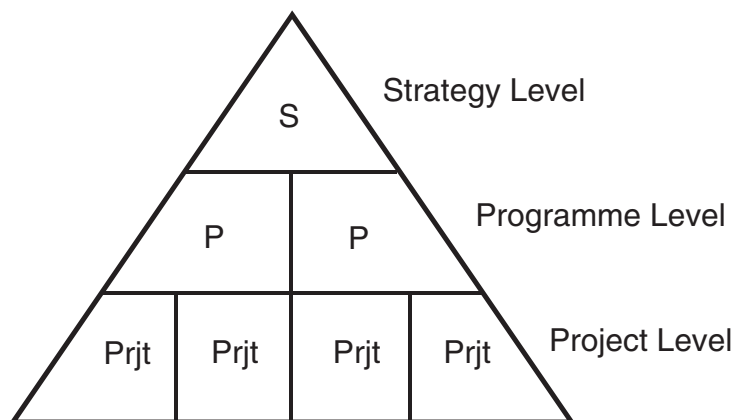 S
Strategy Level
P
P
Programme Level
Prjt
Prjt
Prjt
Prjt
Project Level